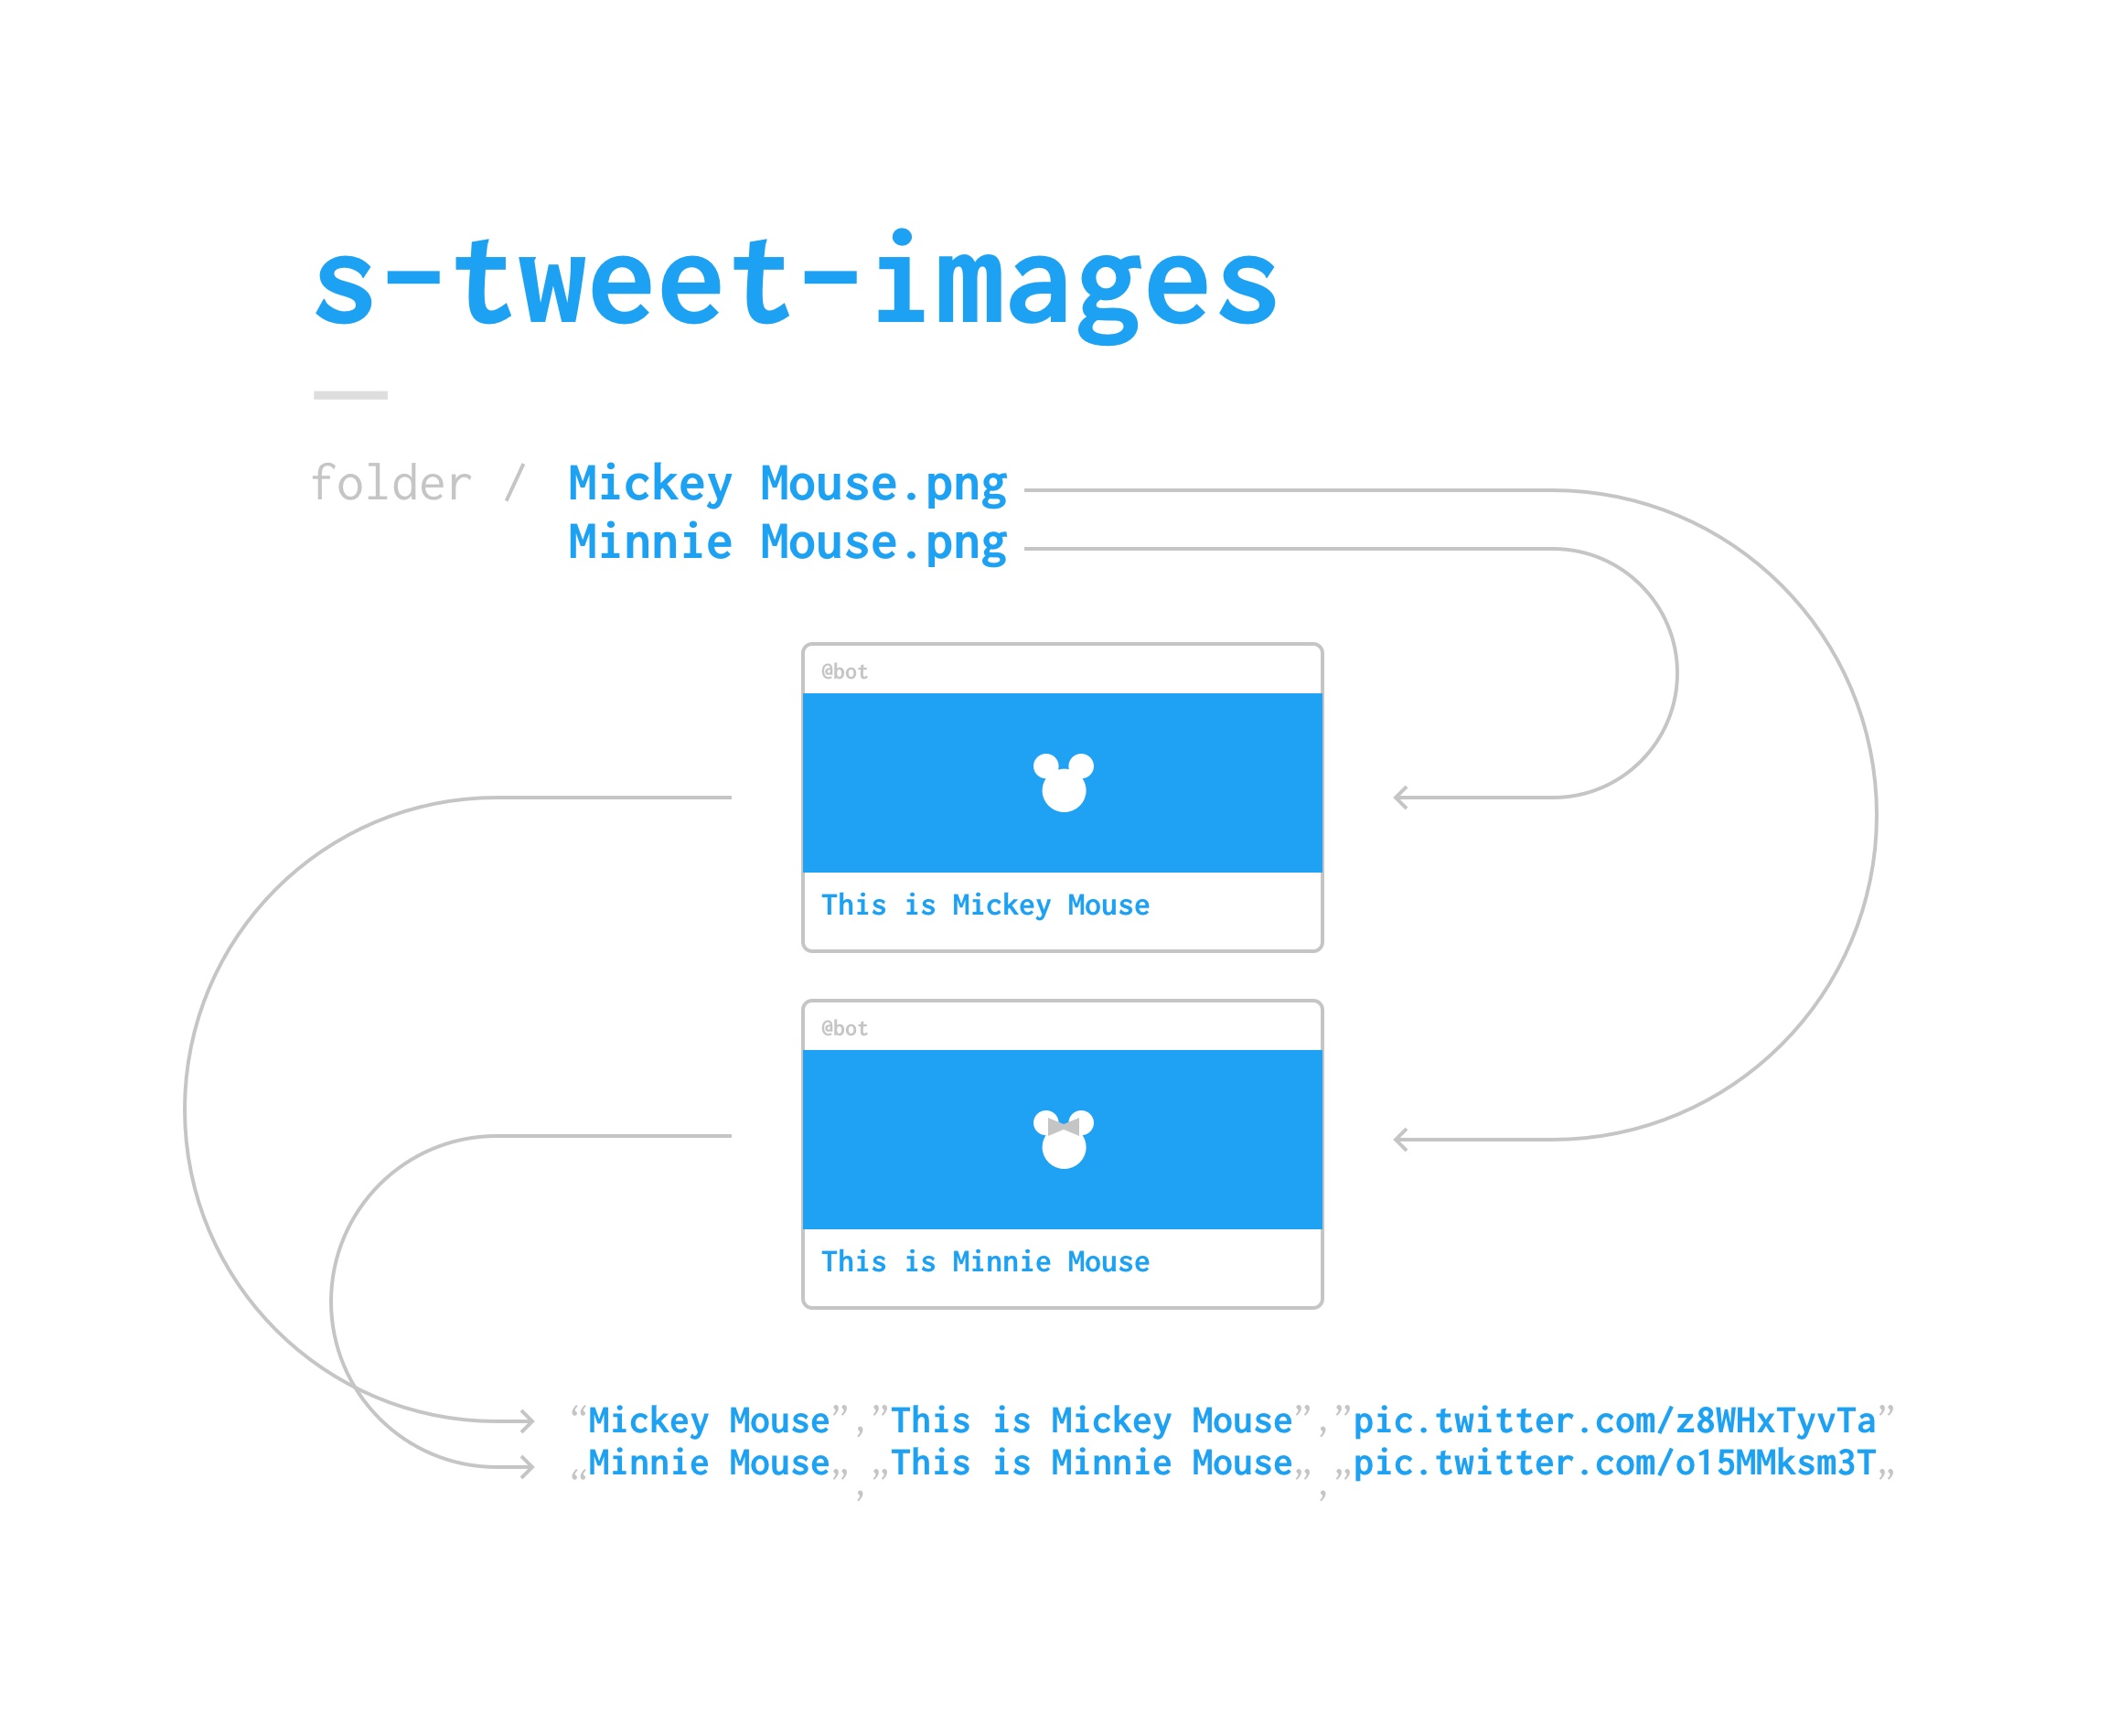 s-tweet-images
folder / Mickey Mouse.png
Minnie Mouse.png
@bot
This is Mickey Mouse
@bot
This is Minnie Mouse
“Mickey Mouse”,”This is Mickey Mouse”,”pic.twitter.com/z8WHxTyvTa”
“Minnie Mouse”,”This is Minnie Mouse”,”pic.twitter.com/o15MMksm3T”